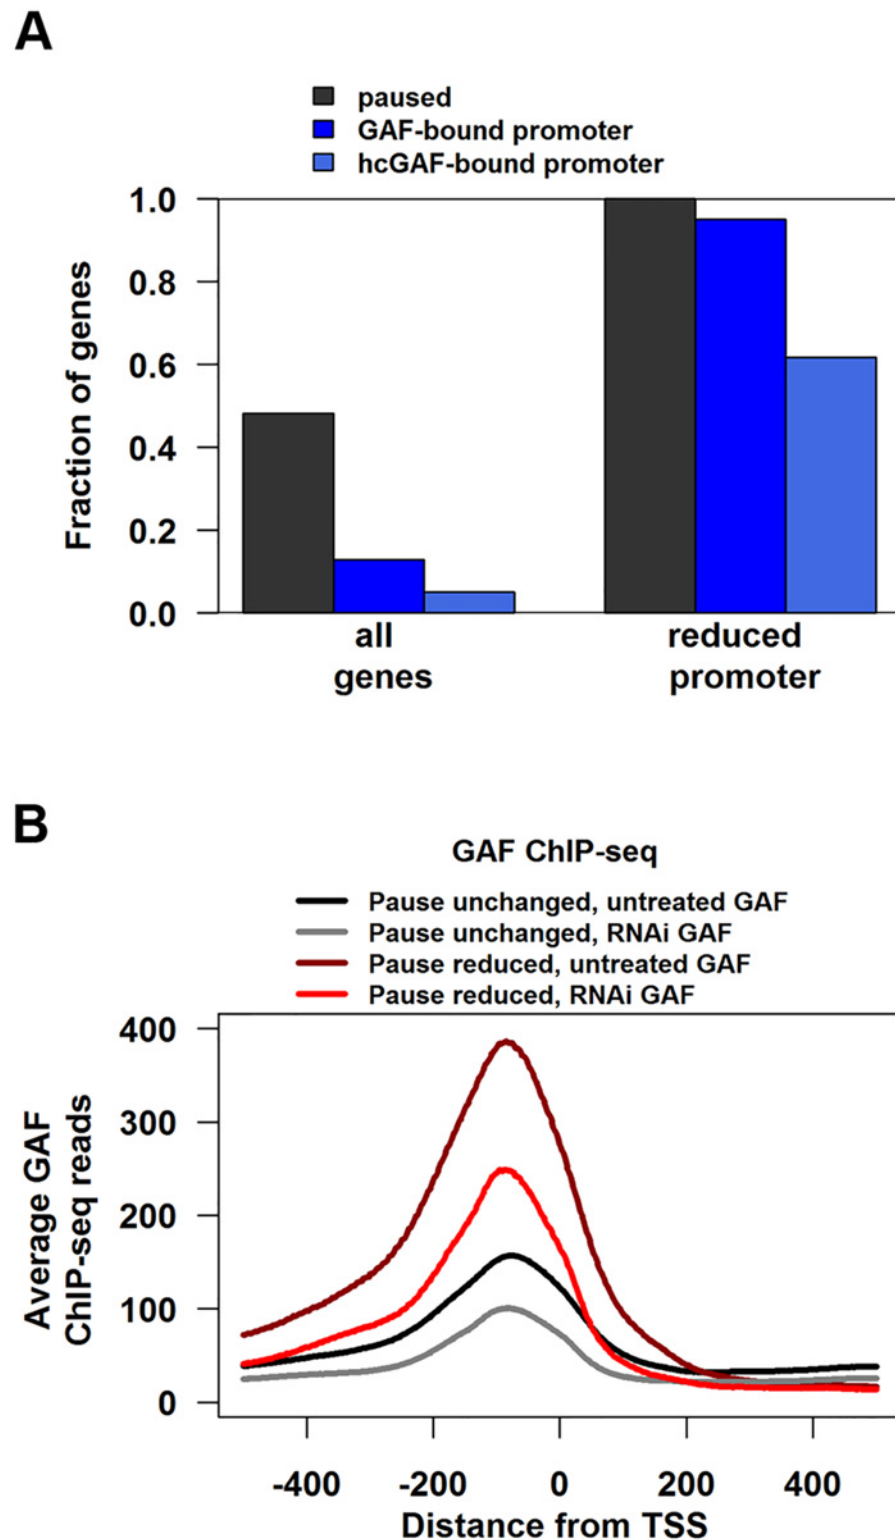 A
paused
GAF-bound promoter
hcGAF-bound promoter
1.0
0.8
0.6
0.4
0.2
0.0
Fraction of genes
all
genes
reduced
promoter
B
GAF ChIP-seq
Pause unchanged, untreated GAF
Pause unchanged, RNAi GAF
Pause reduced, untreated GAF
Pause reduced, RNAi GAF
400
300
200
100
0
Average GAF
ChIP-seq reads
-400 -200 0 200 400
Distance from TSS